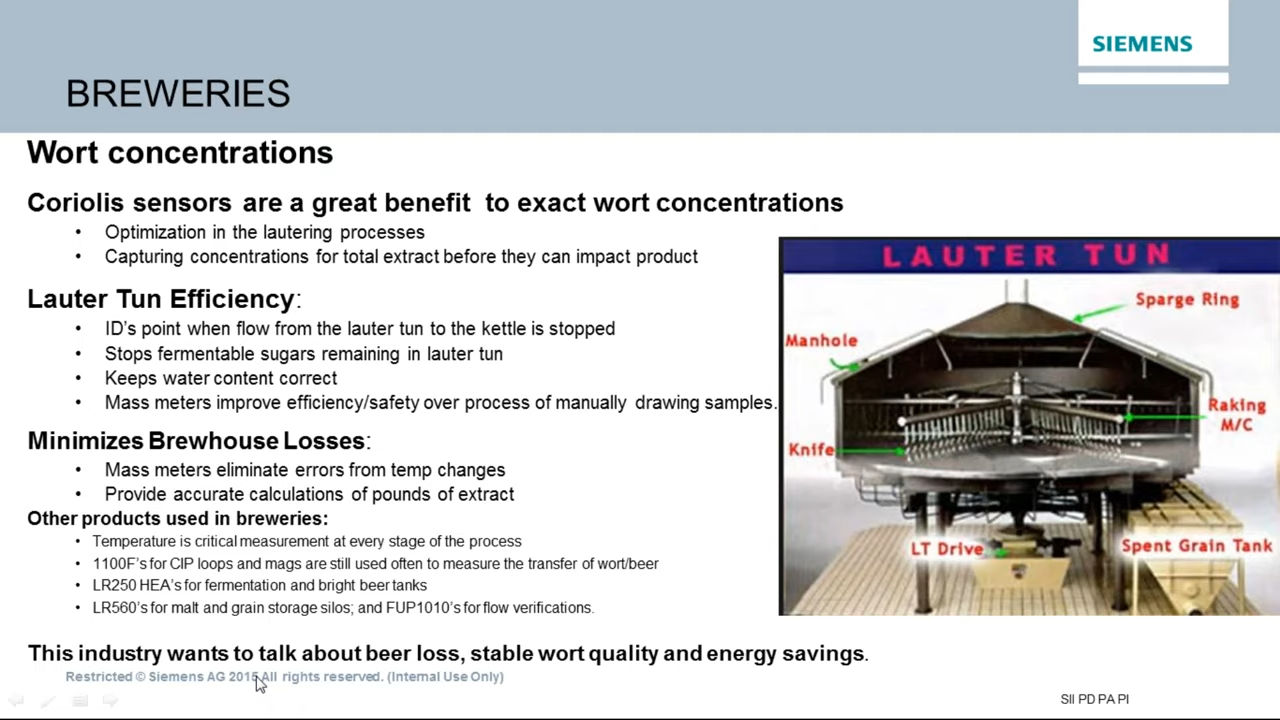 SIEMENS
BREWERIES
Wort concentrations
Coriolis sensors are a great benefit to exact wort concentrations
• Optimization in the lautering processes
• Capturing concentrations for total extract before they can impact product
Lauter Tun Efficiency:
• ID's point when flow from the lauter tun to the kettle is stopped
• Stops fermentable sugars remaining in lauter tun
• Keeps water content correct
• Mass meters improve efficiency/safety over process of manually drawing samples.
Minimizes Brewhouse Losses:
• Mass meters eliminate errors from temp changes
• Provide accurate calculations of pounds of extract
Other products used in breweries:
• Temperature is critical measurement at every stage of the process
• 1100F's for CIP loops and mags are still used often to measure the transfer of wort/beer
• LR250 HEA's for fermentation and bright beer tanks
• LR560's for malt and grain storage silos; and FUP1010's for flow verifications.
LAUTER TUN
Sparge Ring
Manhole
Raking
M/C
Knife
LT Drive
Spent Grain Tank
This industry wants to talk about beer loss, stable wort quality and energy savings.
Restricted © Siemens AG 2015 All rights reserved. (Internal Use Only)
SII PD PA PI